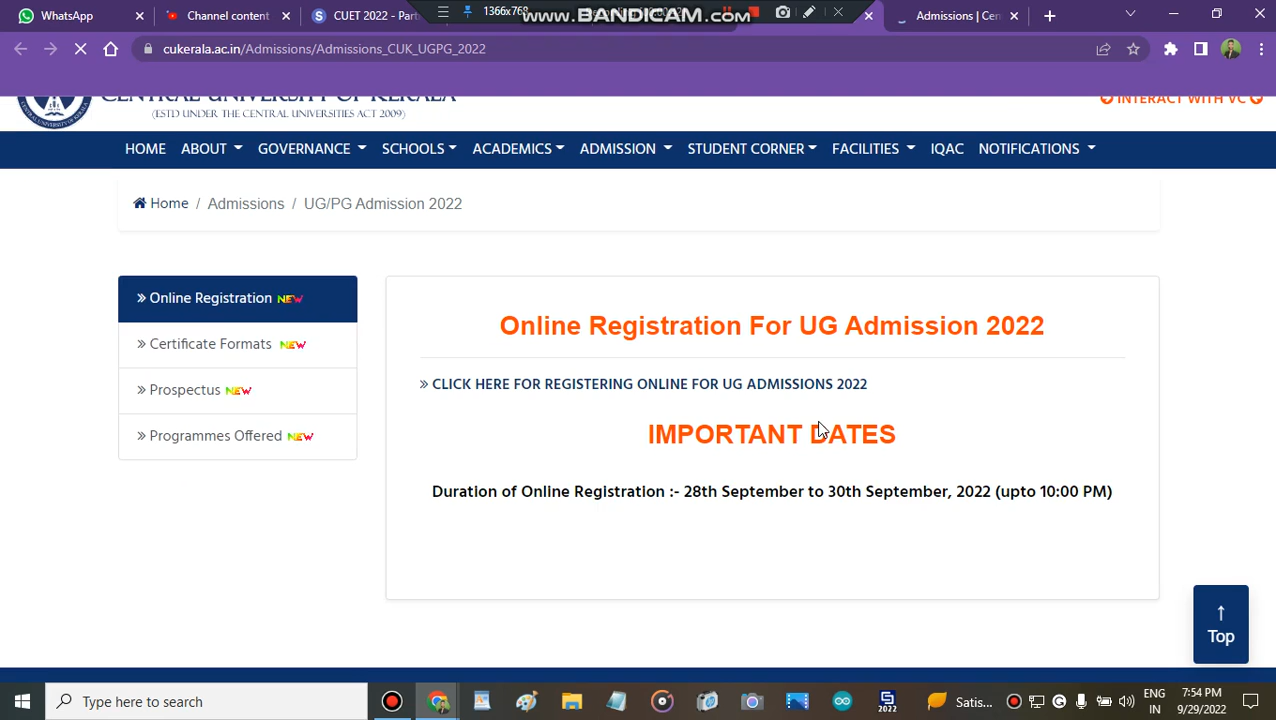 WhatsApp
Channel content
CUET 2022 - Part
1366x768
www.BANDICAM.com
Admissions | Cen
cukerala.ac.in/Admissions/Admissions_CUK_UGPG_2022
(ESTD UNDER THE CENTRAL UNIVERSITIES ACT 2009)
INTERACT WITH VC
HOME ABOUT GOVERNANCE SCHOOLS ACADEMICS ADMISSION STUDENT CORNER FACILITIES IQAC NOTIFICATIONS
Home / Admissions / UG/PG Admission 2022
» Online Registration NEW
» Certificate Formats NEW
» Prospectus NEW
» Programmes Offered NEW
Online Registration For UG Admission 2022
» CLICK HERE FOR REGISTERING ONLINE FOR UG ADMISSIONS 2022
IMPORTANT DATES
Duration of Online Registration :- 28th September to 30th September, 2022 (upto 10:00 PM)
↑
Top
Type here to search
2022
Satis...
ENG
IN
7:54 PM
9/29/2022